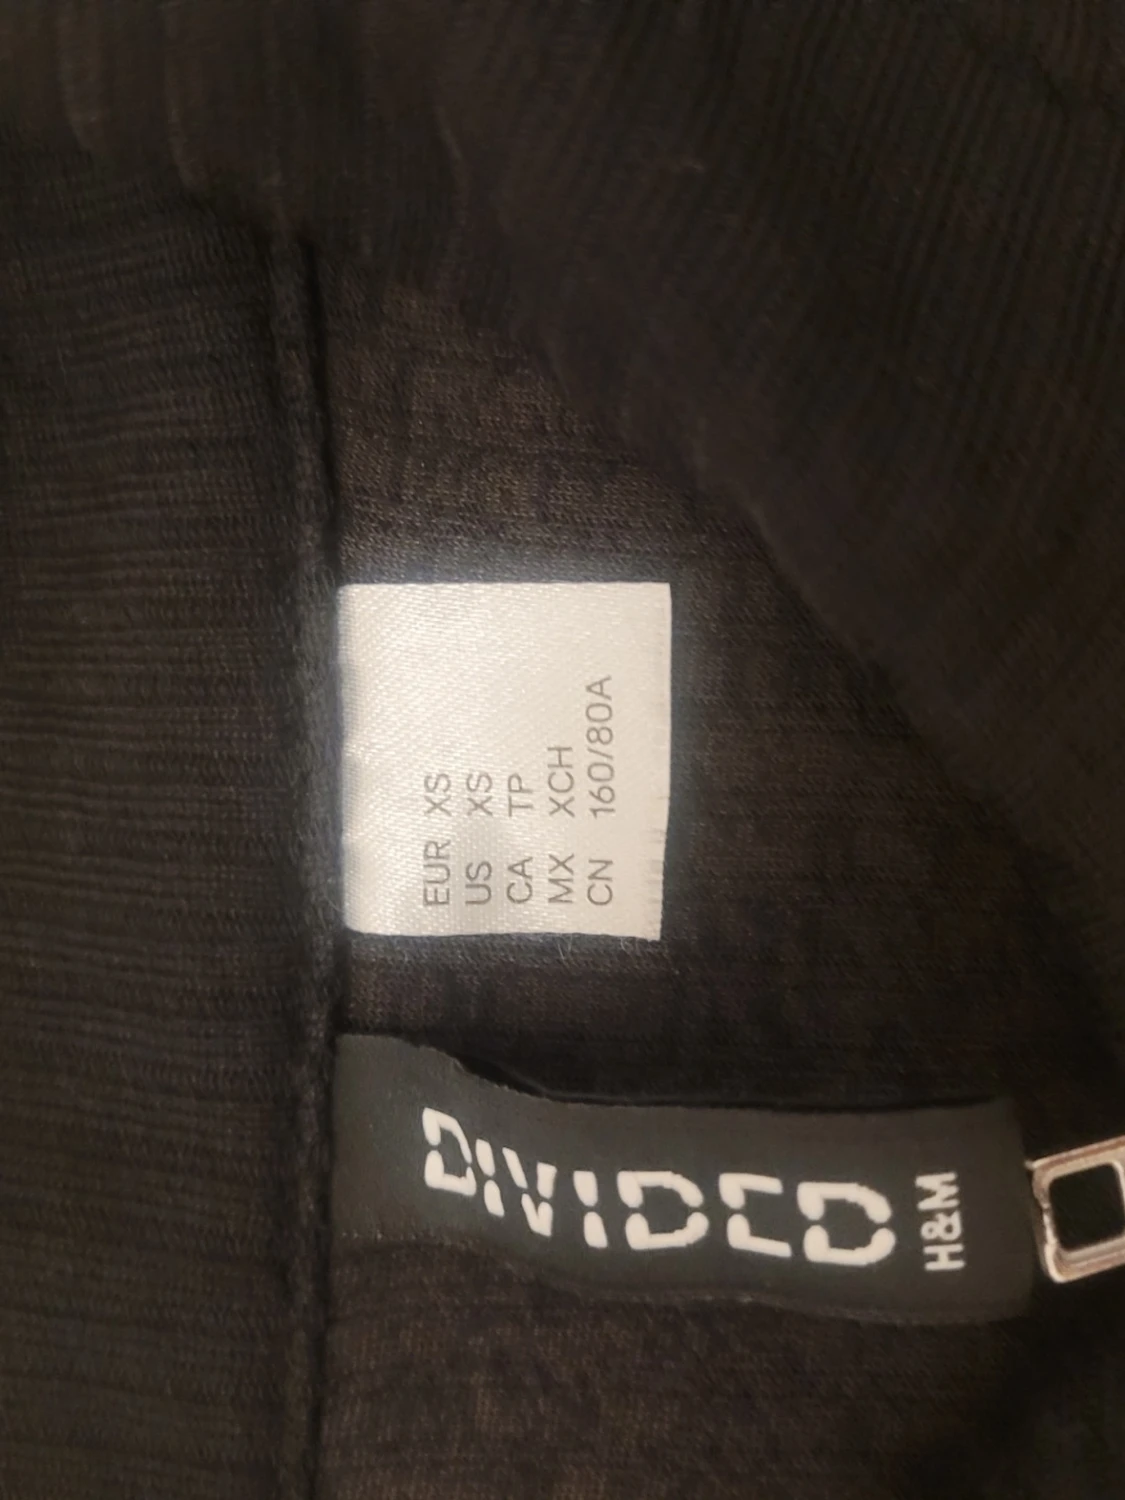 EUR XS
US XS
CA TP
MX XCH
CN 160/80A
DIVIDED
H&M